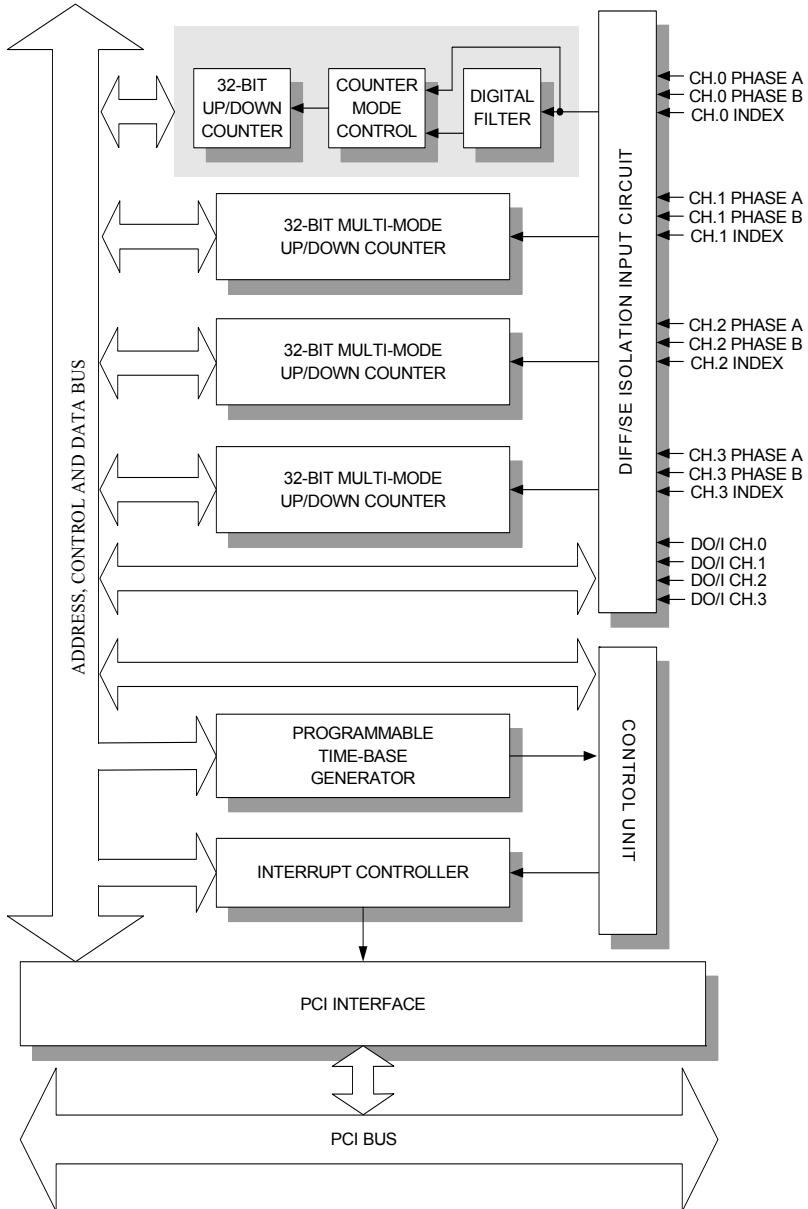 32-BIT
UP/DOWN
COUNTER
COUNTER
MODE
CONTROL
DIGITAL
FILTER
CH.0 PHASE A
CH.0 PHASE B
CH.0 INDEX
32-BIT MULTI-MODE
UP/DOWN COUNTER
CH.1 PHASE A
CH.1 PHASE B
CH.1 INDEX
32-BIT MULTI-MODE
UP/DOWN COUNTER
CH.2 PHASE A
CH.2 PHASE B
CH.2 INDEX
32-BIT MULTI-MODE
UP/DOWN COUNTER
CH.3 PHASE A
CH.3 PHASE B
CH.3 INDEX
DO/I CH.0
DO/I CH.1
DO/I CH.2
DO/I CH.3
DIFF/SE ISOLATION INPUT CIRCUIT
ADDRESS, CONTROL AND DATA BUS
PROGRAMMABLE
TIME-BASE
GENERATOR
CONTROL UNIT
INTERRUPT CONTROLLER
PCI INTERFACE
PCI BUS